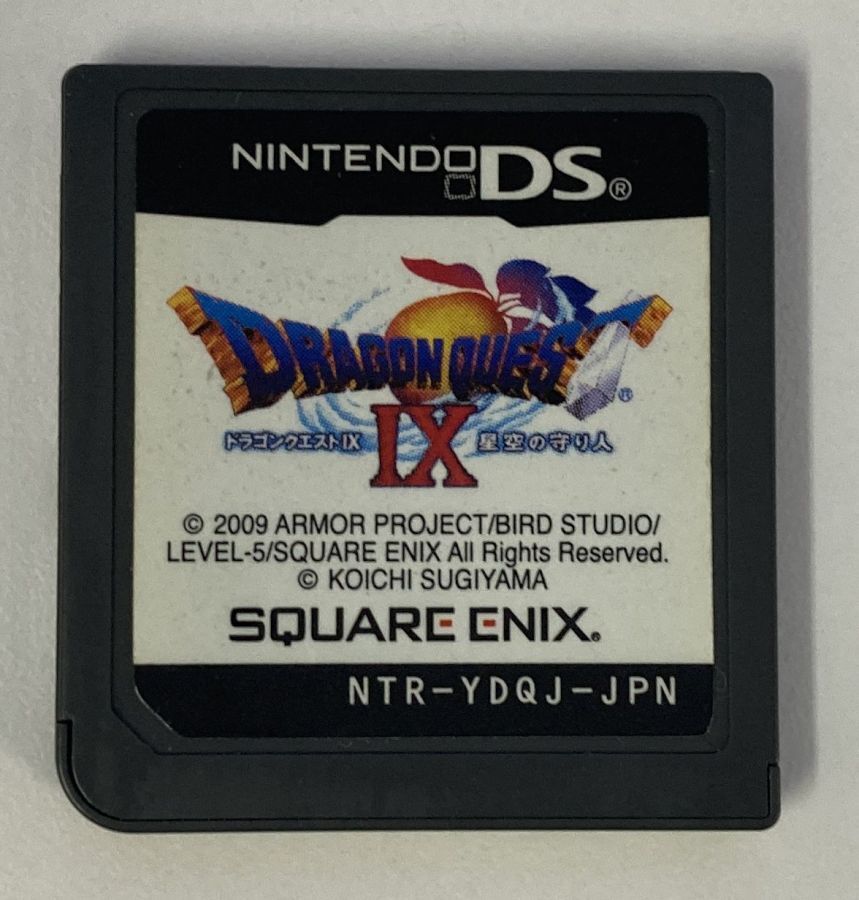 NINTENDO DS®
DRAGON QUEST®
ドラゴンクエストIX IX 星空の守り人
© 2009 ARMOR PROJECT/BIRD STUDIO/
LEVEL-5/SQUARE ENIX All Rights Reserved.
© KOICHI SUGIYAMA
SQUARE ENIX®
NTR-YDQJ-JPN